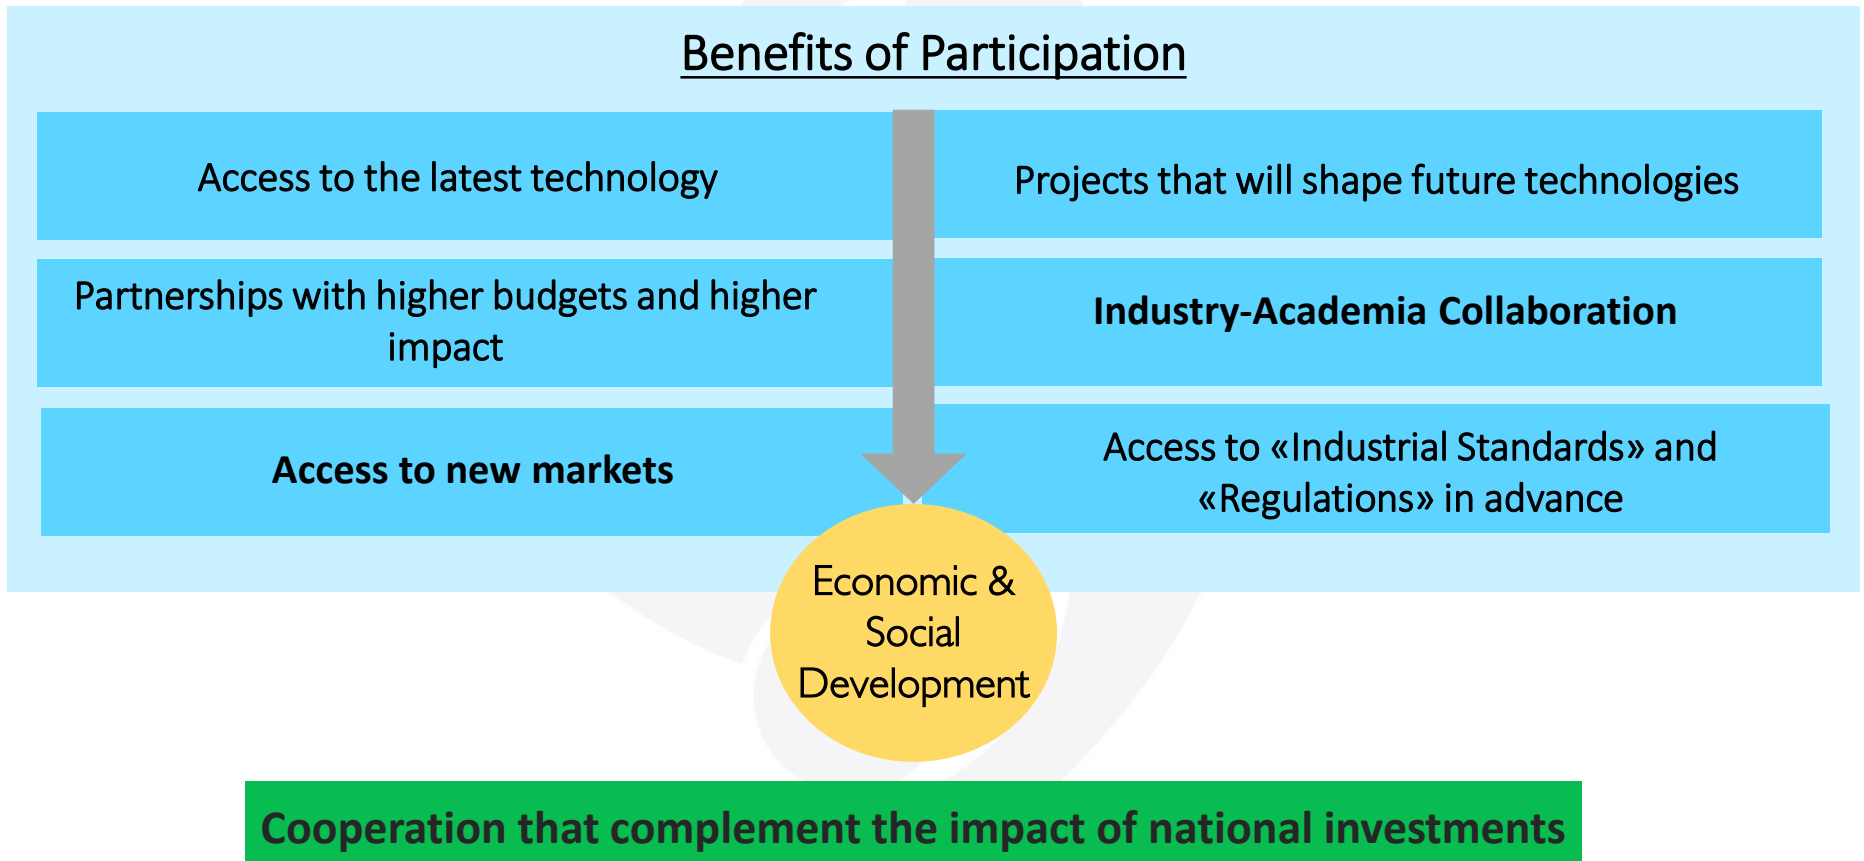 Benefits of Participation
Access to the latest technology
Projects that will shape future technologies
Partnerships with higher budgets and higher
impact
Industry-Academia Collaboration
Access to new markets
Access to «Industrial Standards» and
«Regulations» in advance
Economic &
Social
Development
Cooperation that complement the impact of national investments